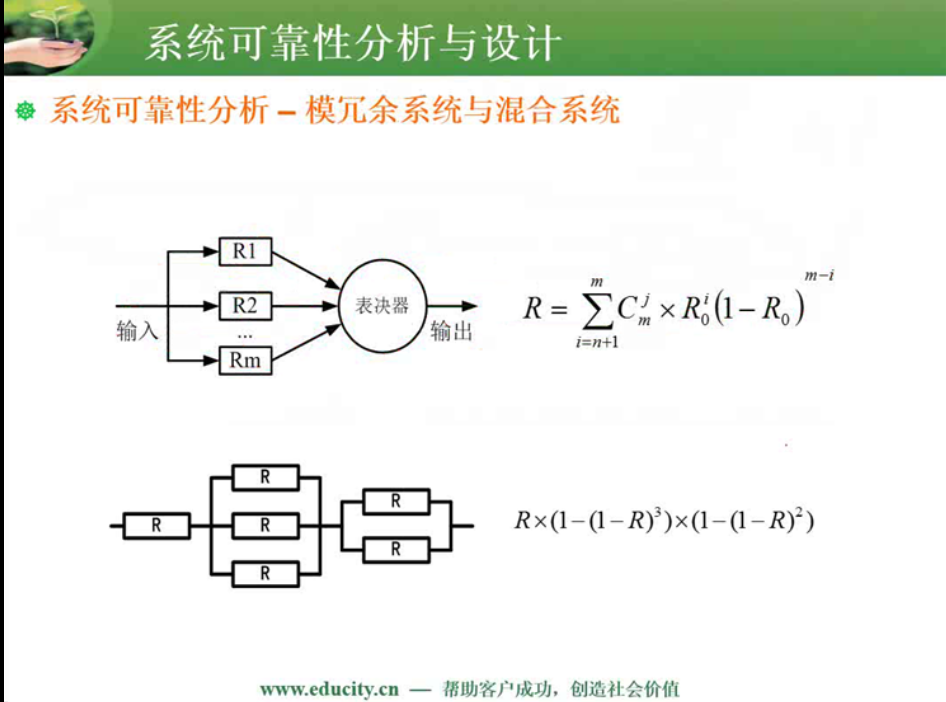 系统可靠性分析与设计
系统可靠性分析 – 模冗余系统与混合系统
R1
R2
...
Rm
输入
表决器
输出
R = \sum_{i=n+1}^{m} C_m^j × R_0^i (1 − R_0)^{m−i}
R
R
R
R
R
R
R×(1−(1−R)^3)×(1−(1−R)^2)
www.educity.cn — 帮助客户成功，创造社会价值